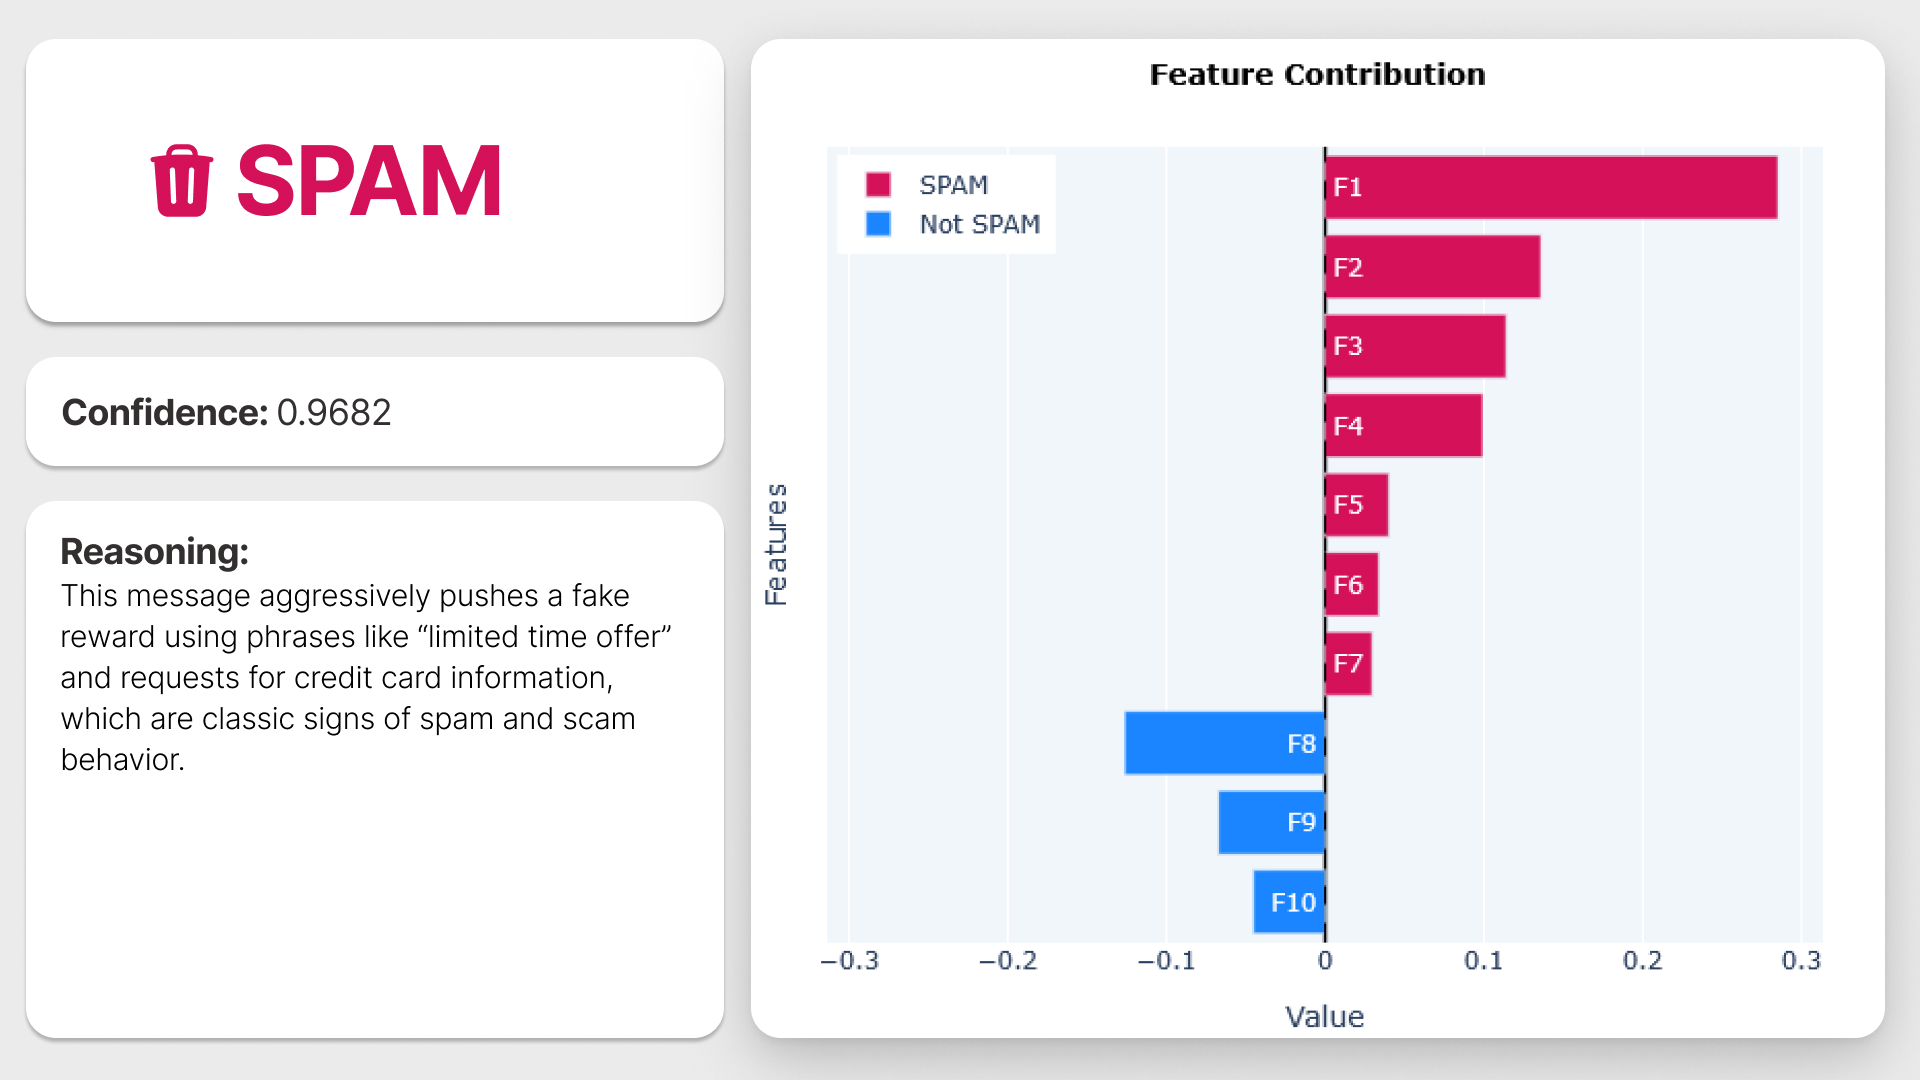 SPAM
Confidence: 0.9682
Reasoning:
This message aggressively pushes a fake
reward using phrases like “limited time offer”
and requests for credit card information,
which are classic signs of spam and scam
behavior.
Feature Contribution
SPAM
Not SPAM
Features
F1
F2
F3
F4
F5
F6
F7
F8
F9
F10
−0.3 −0.2 −0.1 0 0.1 0.2 0.3
Value